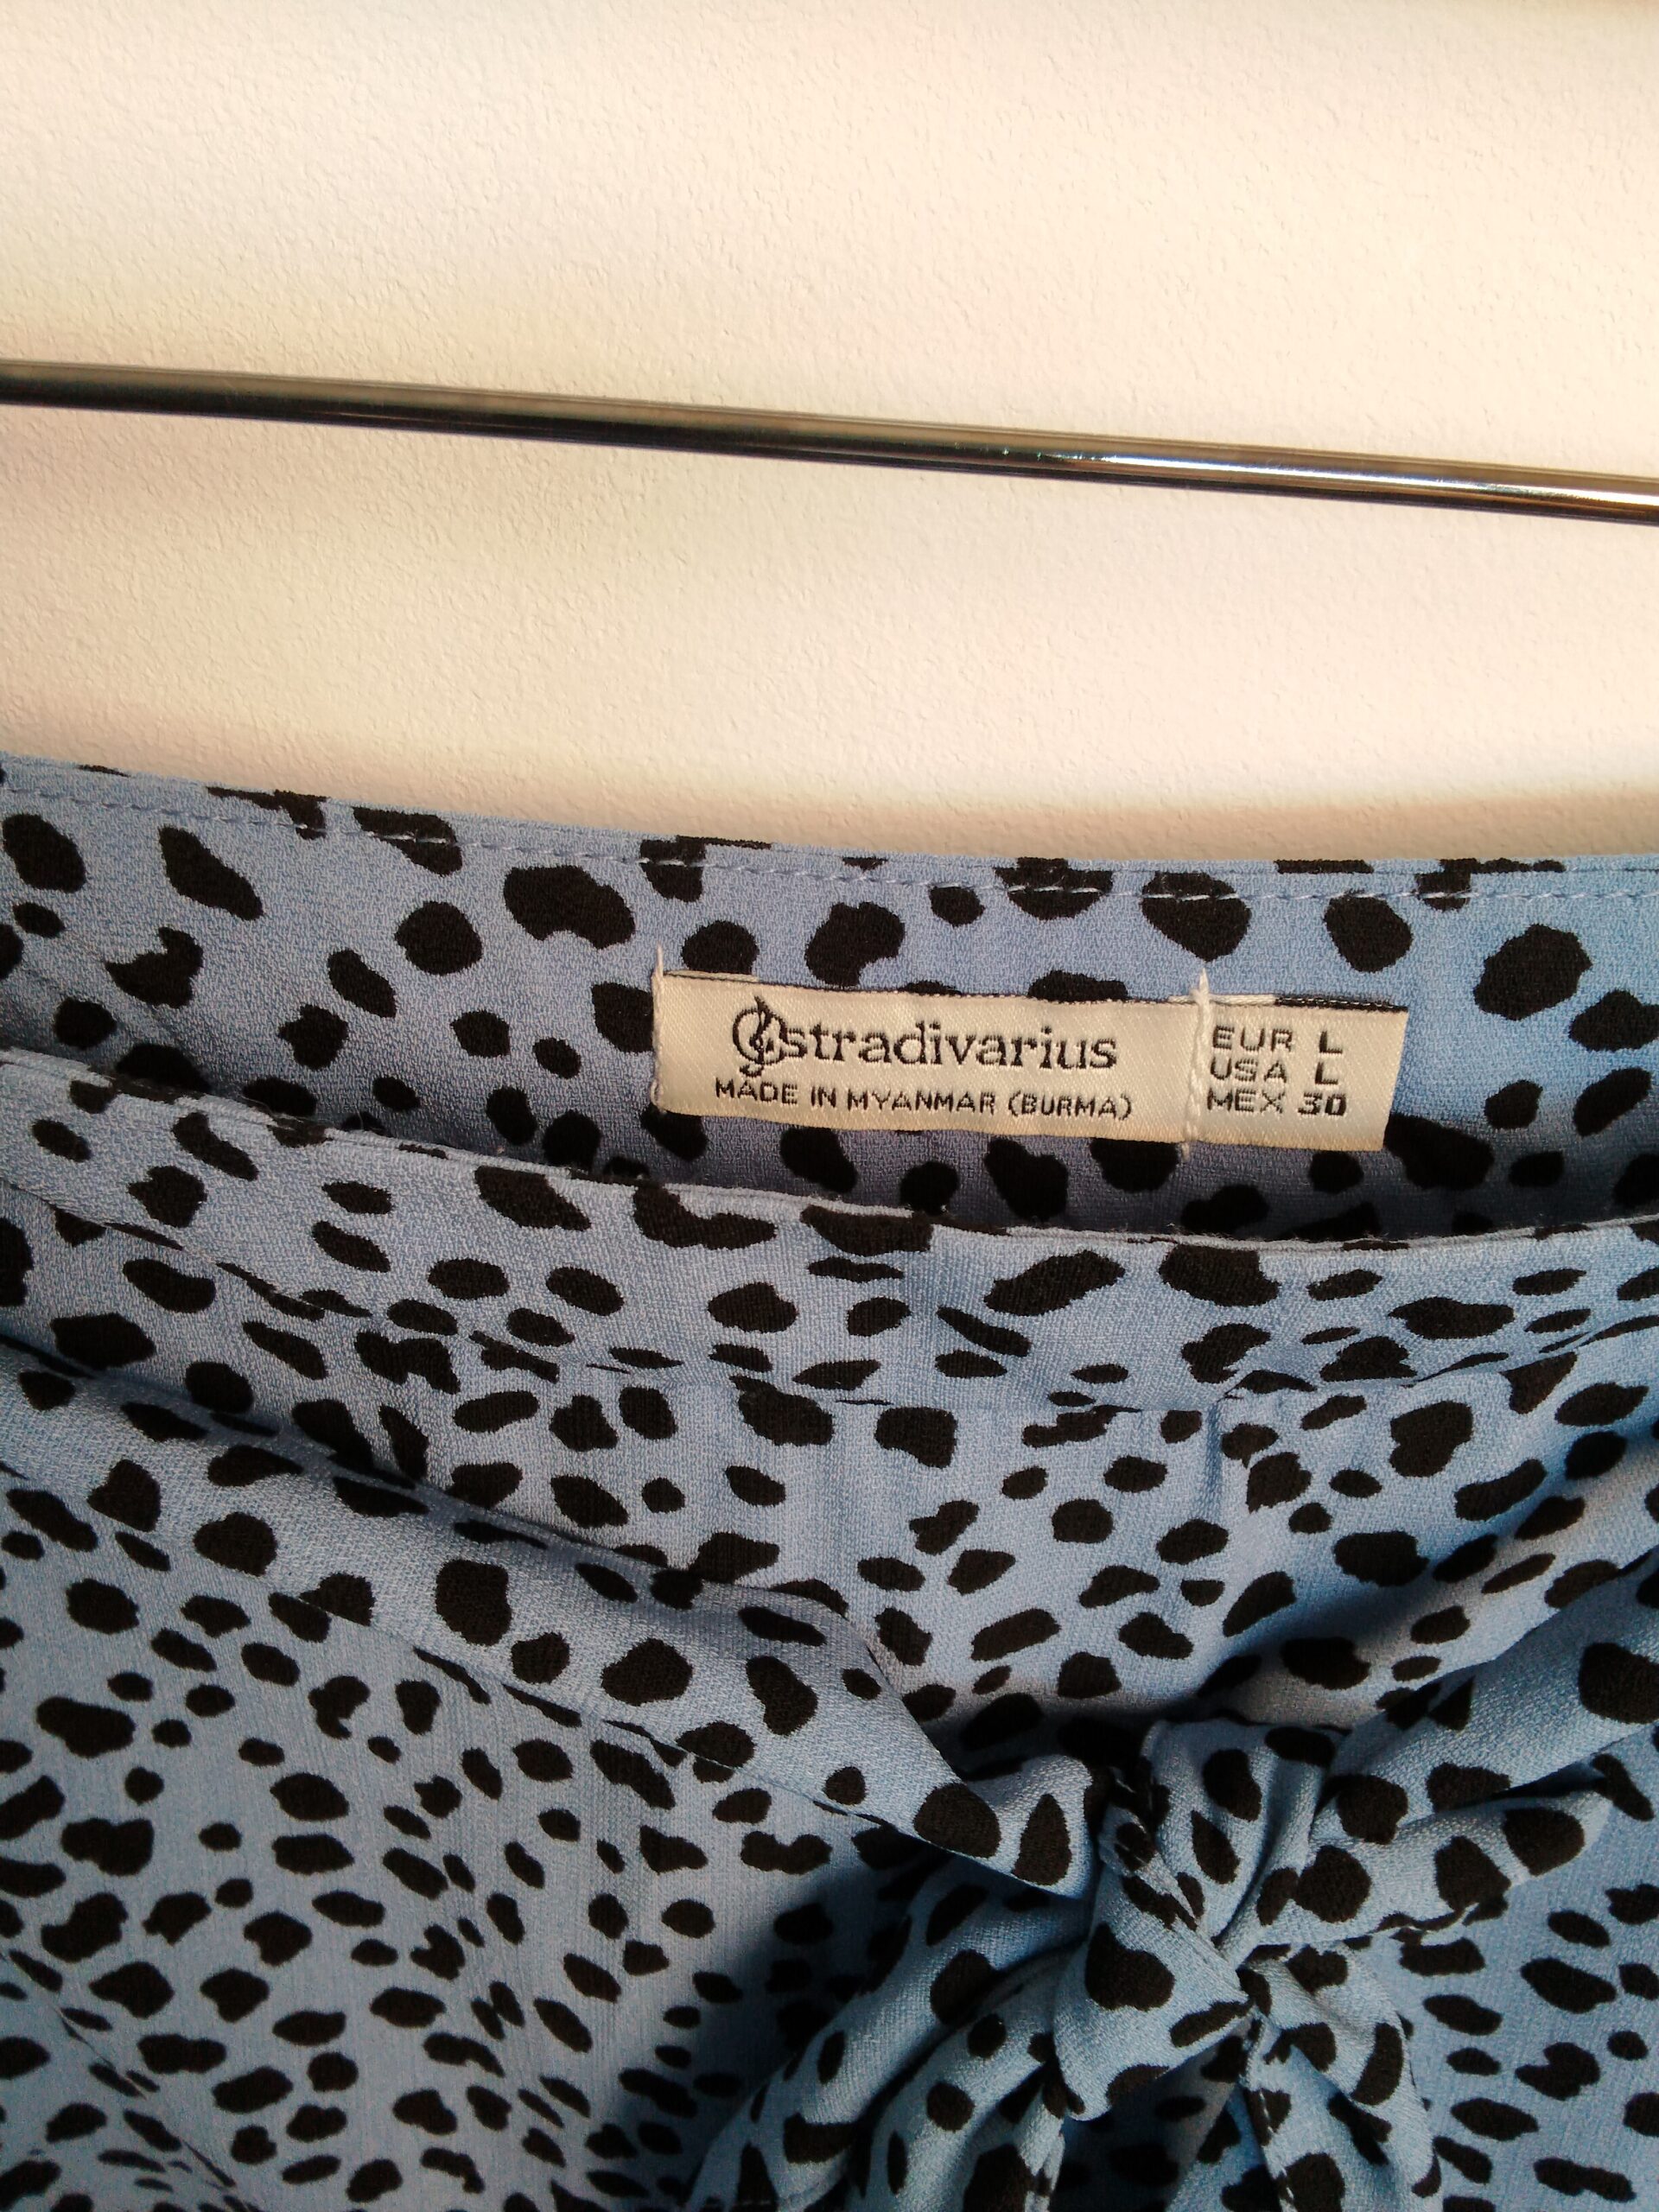 stradivarius
MADE IN MYANMAR (BURMA)
EUR L
USA L
MEX 30